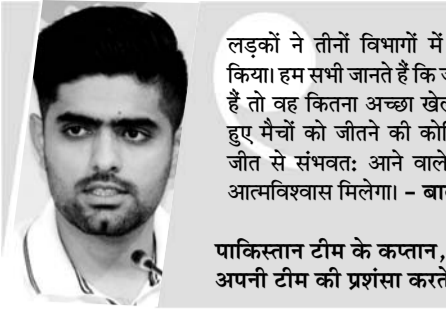 लड़कों ने तीनों विभागों में
किया। हम सभी जानते हैं कि
हैं तो वह कितना अच्छा
हुए मैचों को जीतने की
जीत से संभवत: आने वाले
आत्मविश्वास मिलेगा। –
पाकिस्तान टीम के कप्तान,
अपनी टीम की प्रशंसा करते